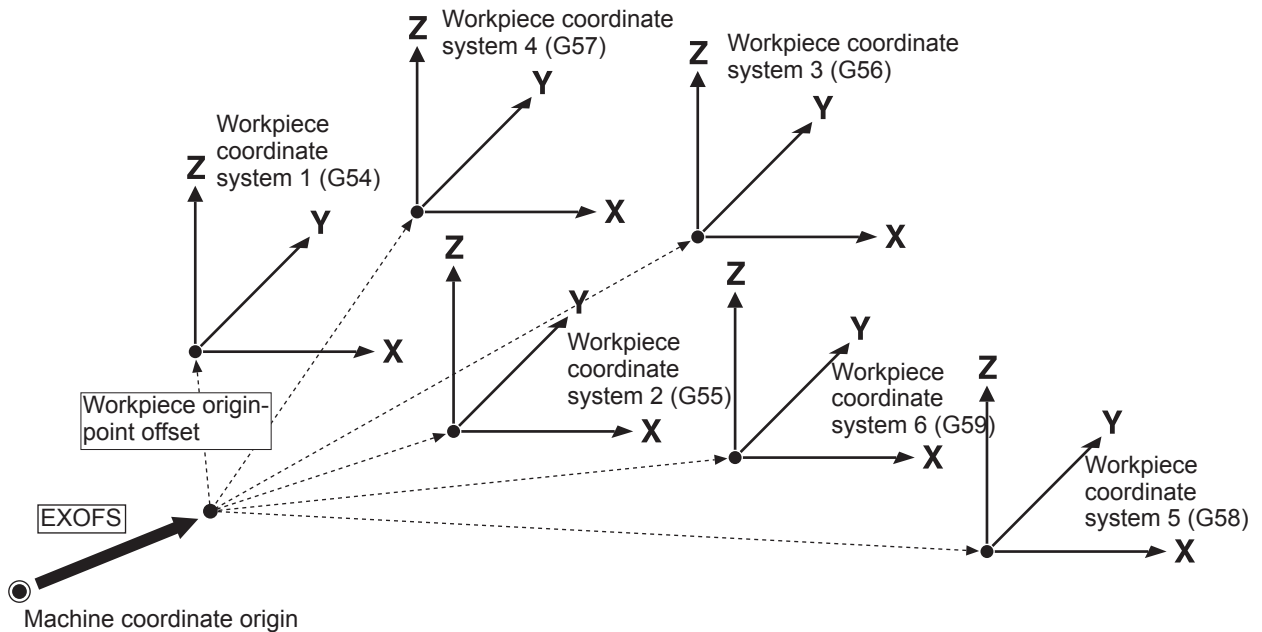 Z
Workpiece coordinate
system 4 (G57)
Y
X
Z
Workpiece coordinate
system 3 (G56)
Y
X
Workpiece
coordinate
system 1 (G54)
Z
Y
X
Z
Y
Workpiece
coordinate
system 2 (G55)
X
Z
Y
Workpiece
coordinate
system 6 (G59)
X
Z
Y
Workpiece
coordinate
system 5 (G58)
X
Workpiece origin-
point offset
EXOFS
Machine coordinate origin